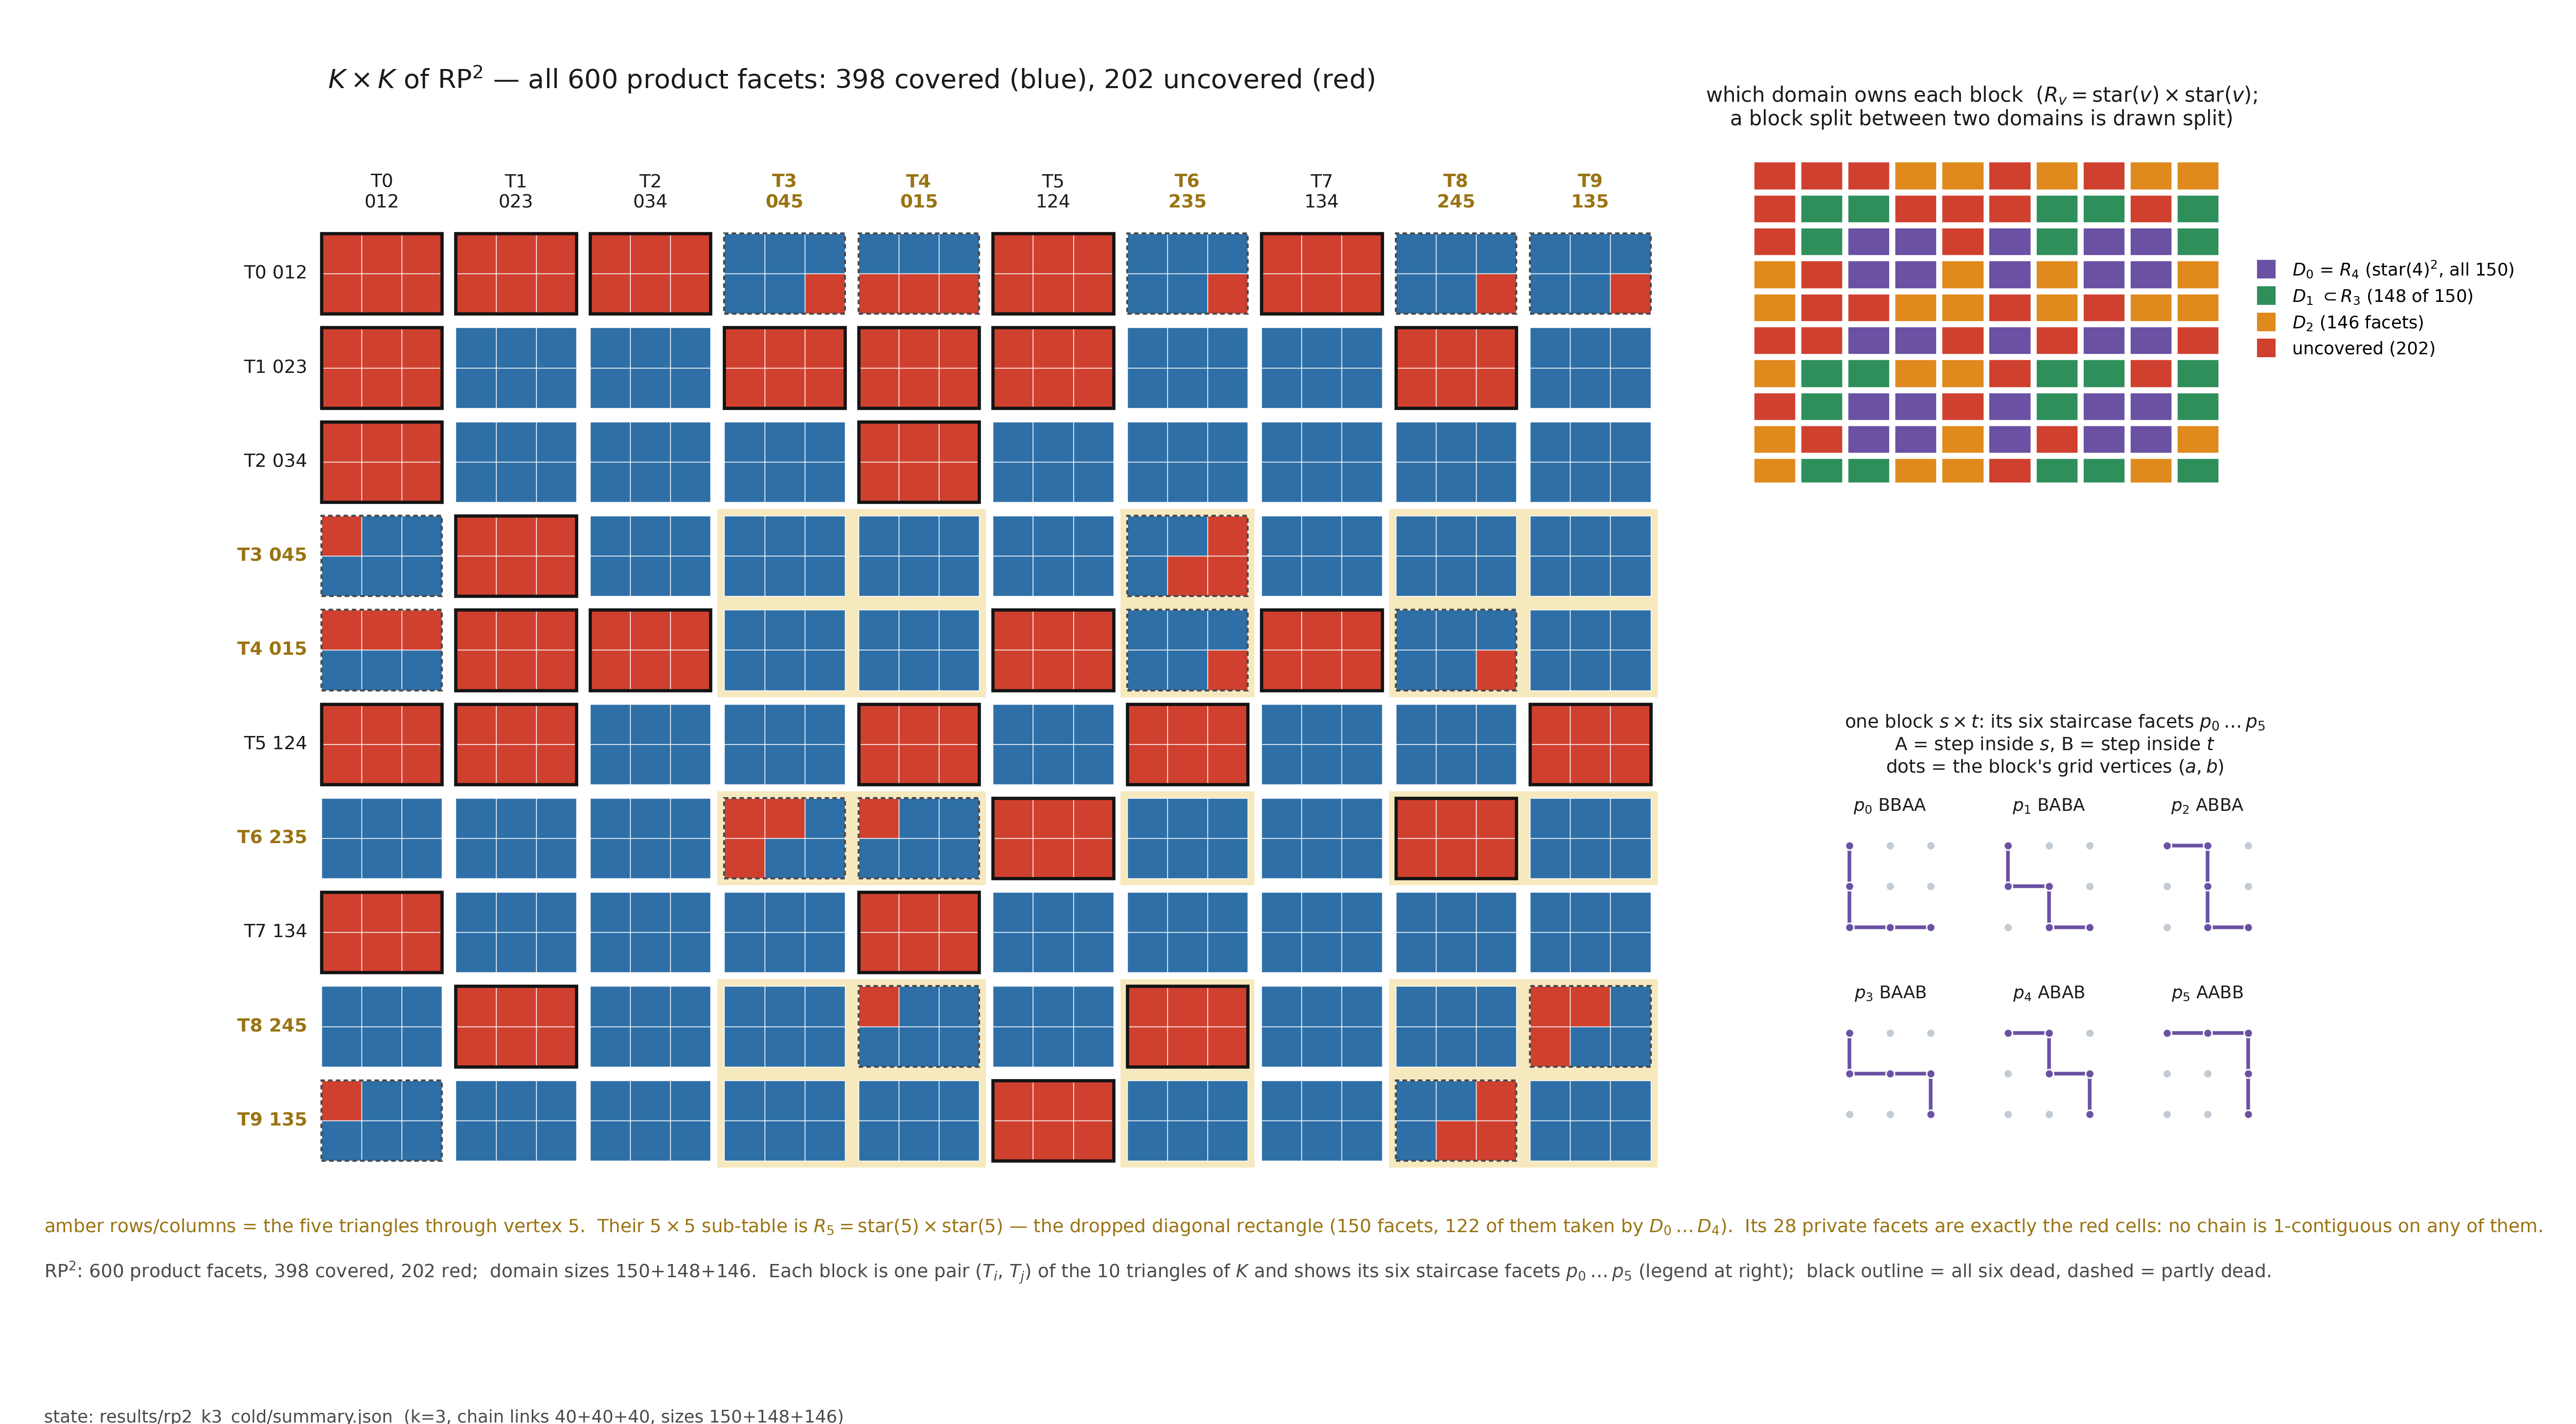 K × K of RP² — all 600 product facets: 398 covered (blue), 202 uncovered (red)
which domain owns each block (Rᵥ = star(v) × star(v);
a block split between two domains is drawn split)
T0 T1 T2 T3 T4 T5 T6 T7 T8 T9
012 023 034 045 015 124 235 134 245 135
T0 012
T1 023
T2 034
T3 045
T4 015
T5 124
T6 235
T7 134
T8 245
T9 135
D₀ = R₄ (star(4)², all 150)
D₁ ⊂ R₃ (148 of 150)
D₂ (146 facets)
uncovered (202)
one block s × t: its six staircase facets p₀…p₅
A = step inside s, B = step inside t
dots = the block's grid vertices (a, b)
p₀ BBAA p₁ BABA p₂ ABBA
p₃ BAAB p₄ ABAB p₅ AABB
amber rows/columns = the five triangles through vertex 5. Their 5 × 5 sub-table is R₅ = star(5) × star(5) — the dropped diagonal rectangle (150 facets, 122 of them taken by D₀…D₄). Its 28 private facets are exactly the red cells: no chain is 1-contiguous on any of them.
RP²: 600 product facets, 398 covered, 202 red; domain sizes 150+148+146. Each block is one pair (Tᵢ, Tⱼ) of the 10 triangles of K and shows its six staircase facets p₀…p₅ (legend at right); black outline = all six dead, dashed = partly dead.
state: results/rp2_k3_cold/summary.json (k=3, chain links 40+40+40, sizes 150+148+146)